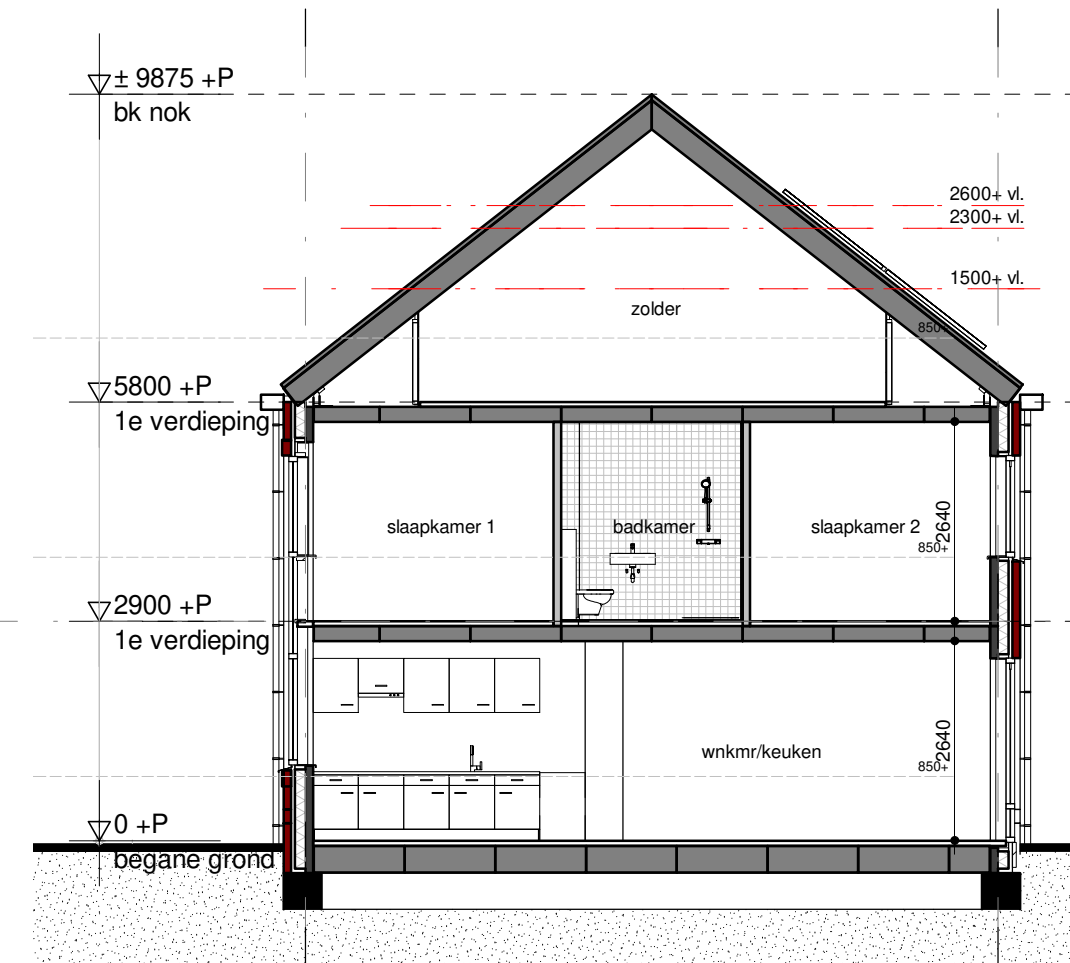 ± 9875 +P
bk nok
2600+ vl.
2300+ vl.
1500+ vl.
zolder
850+
5800 +P
1e verdieping
slaapkamer 1
badkamer
slaapkamer 2
2640
850+
2900 +P
1e verdieping
wnkmr/keuken
2640
850+
0 +P
begane grond